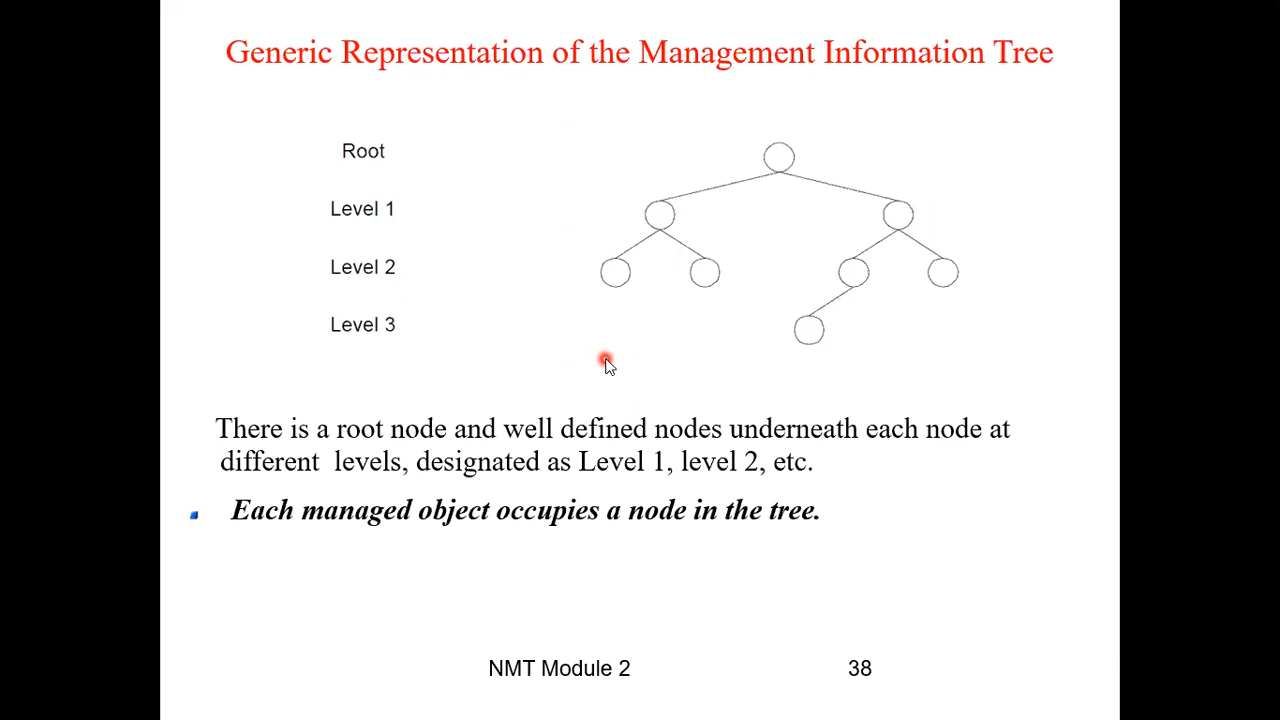 Generic Representation of the Management Information Tree
Root
Level 1
Level 2
Level 3
There is a root node and well defined nodes underneath each node at
different levels, designated as Level 1, level 2, etc.
Each managed object occupies a node in the tree.
NMT Module 2
38